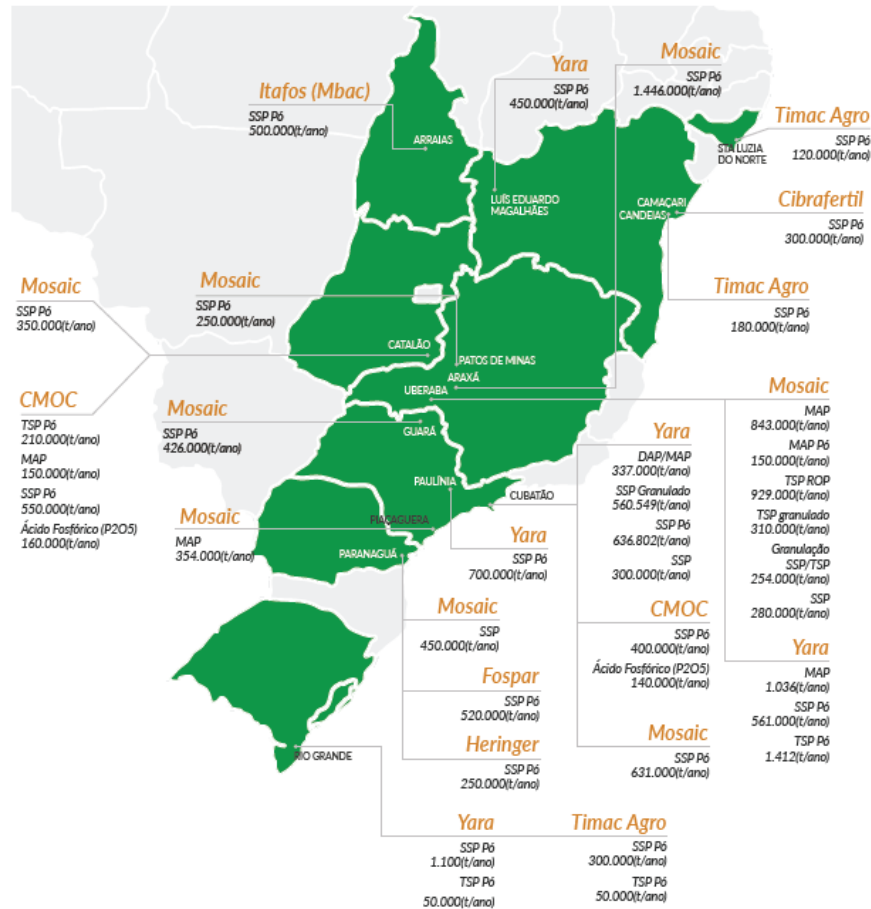 Itafos (Mbac)
SSP Pó
500.000(t/ano)
Yara
SSP Pó
450.000(t/ano)
Mosaic
SSP Pó
1.446.000(t/ano)
Timac Agro
SSP Pó
120.000(t/ano)
Cibrafertil
SSP Pó
300.000(t/ano)
Timac Agro
SSP Pó
180.000(t/ano)
ARRAIAS
STA LUZIA
DO NORTE
LUÍS EDUARDO
MAGALHÃES
CAMAÇARI
CANDEIAS
Mosaic
SSP Pó
350.000(t/ano)
Mosaic
SSP Pó
250.000(t/ano)
CATALÃO
PATOS DE MINAS
ARAXÁ
UBERABA
CMOC
TSP Pó
210.000(t/ano)
MAP
150.000(t/ano)
SSP Pó
550.000(t/ano)
Ácido Fosfórico (P2O5)
160.000(t/ano)
Mosaic
SSP Pó
426.000(t/ano)
GUARÁ
PAULÍNIA
CUBATÃO
PIAÇAGUERA
PARANAGUÁ
Mosaic
MAP
354.000(t/ano)
Yara
SSP Pó
700.000(t/ano)
Yara
DAP/MAP
337.000(t/ano)
SSP Granulado
560.549(t/ano)
SSP Pó
636.802(t/ano)
SSP
300.000(t/ano)
CMOC
SSP Pó
400.000(t/ano)
Ácido Fosfórico (P2O5)
140.000(t/ano)
Mosaic
SSP Pó
631.000(t/ano)
Mosaic
MAP
843.000(t/ano)
MAP Pó
150.000(t/ano)
TSP ROP
929.000(t/ano)
TSP granulado
310.000(t/ano)
Granulação
SSP/TSP
254.000(t/ano)
SSP
280.000(t/ano)
Yara
MAP
1.036(t/ano)
SSP Pó
561.000(t/ano)
TSP Pó
1.412(t/ano)
Mosaic
SSP
450.000(t/ano)
Fospar
SSP Pó
520.000(t/ano)
Heringer
SSP Pó
250.000(t/ano)
RIO GRANDE
Yara
SSP Pó
1.100(t/ano)
TSP Pó
50.000(t/ano)
Timac Agro
SSP Pó
300.000(t/ano)
TSP Pó
50.000(t/ano)